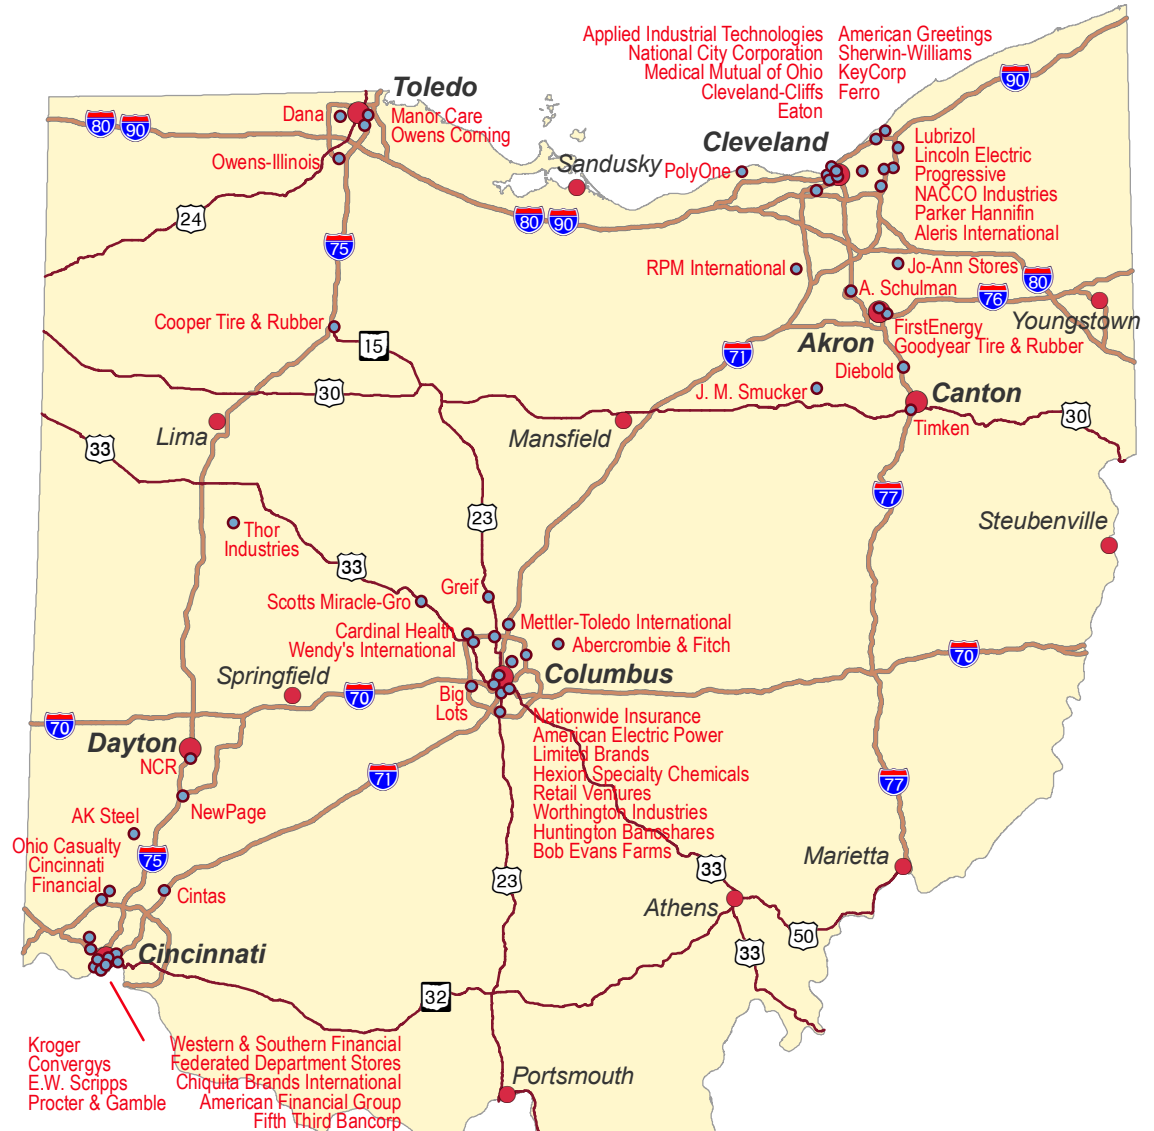 Applied Industrial Technologies
National City Corporation
Medical Mutual of Ohio
Cleveland-Cliffs
Eaton
American Greetings
Sherwin-Williams
KeyCorp
Ferro
90
Toledo
Dana
Manor Care
Owens Corning
80
90
Owens-Illinois
Cleveland
Sandusky
PolyOne
Lubrizol
Lincoln Electric
Progressive
NACCO Industries
Parker Hannifin
Aleris International
24
80
90
75
RPM International
Jo-Ann Stores
80
A. Schulman
76
Youngstown
Cooper Tire & Rubber
15
FirstEnergy
Goodyear Tire & Rubber
Akron
71
Diebold
30
J. M. Smucker
Canton
30
Timken
Lima
Mansfield
33
77
23
Steubenville
Thor
Industries
33
Greif
Scotts Miracle-Gro
Mettler-Toledo International
Cardinal Health
Wendy's International
Abercrombie & Fitch
70
Springfield
Columbus
70
Big
Lots
70
Nationwide Insurance
American Electric Power
Limited Brands
Hexion Specialty Chemicals
Retail Ventures
Worthington Industries
Huntington Bancshares
Bob Evans Farms
Dayton
NCR
71
77
NewPage
AK Steel
Ohio Casualty
Cincinnati
Financial
75
Marietta
33
23
Cintas
Athens
50
33
Cincinnati
32
Kroger
Convergys
E.W. Scripps
Procter & Gamble
Western & Southern Financial
Federated Department Stores
Chiquita Brands International
American Financial Group
Fifth Third Bancorp
Portsmouth